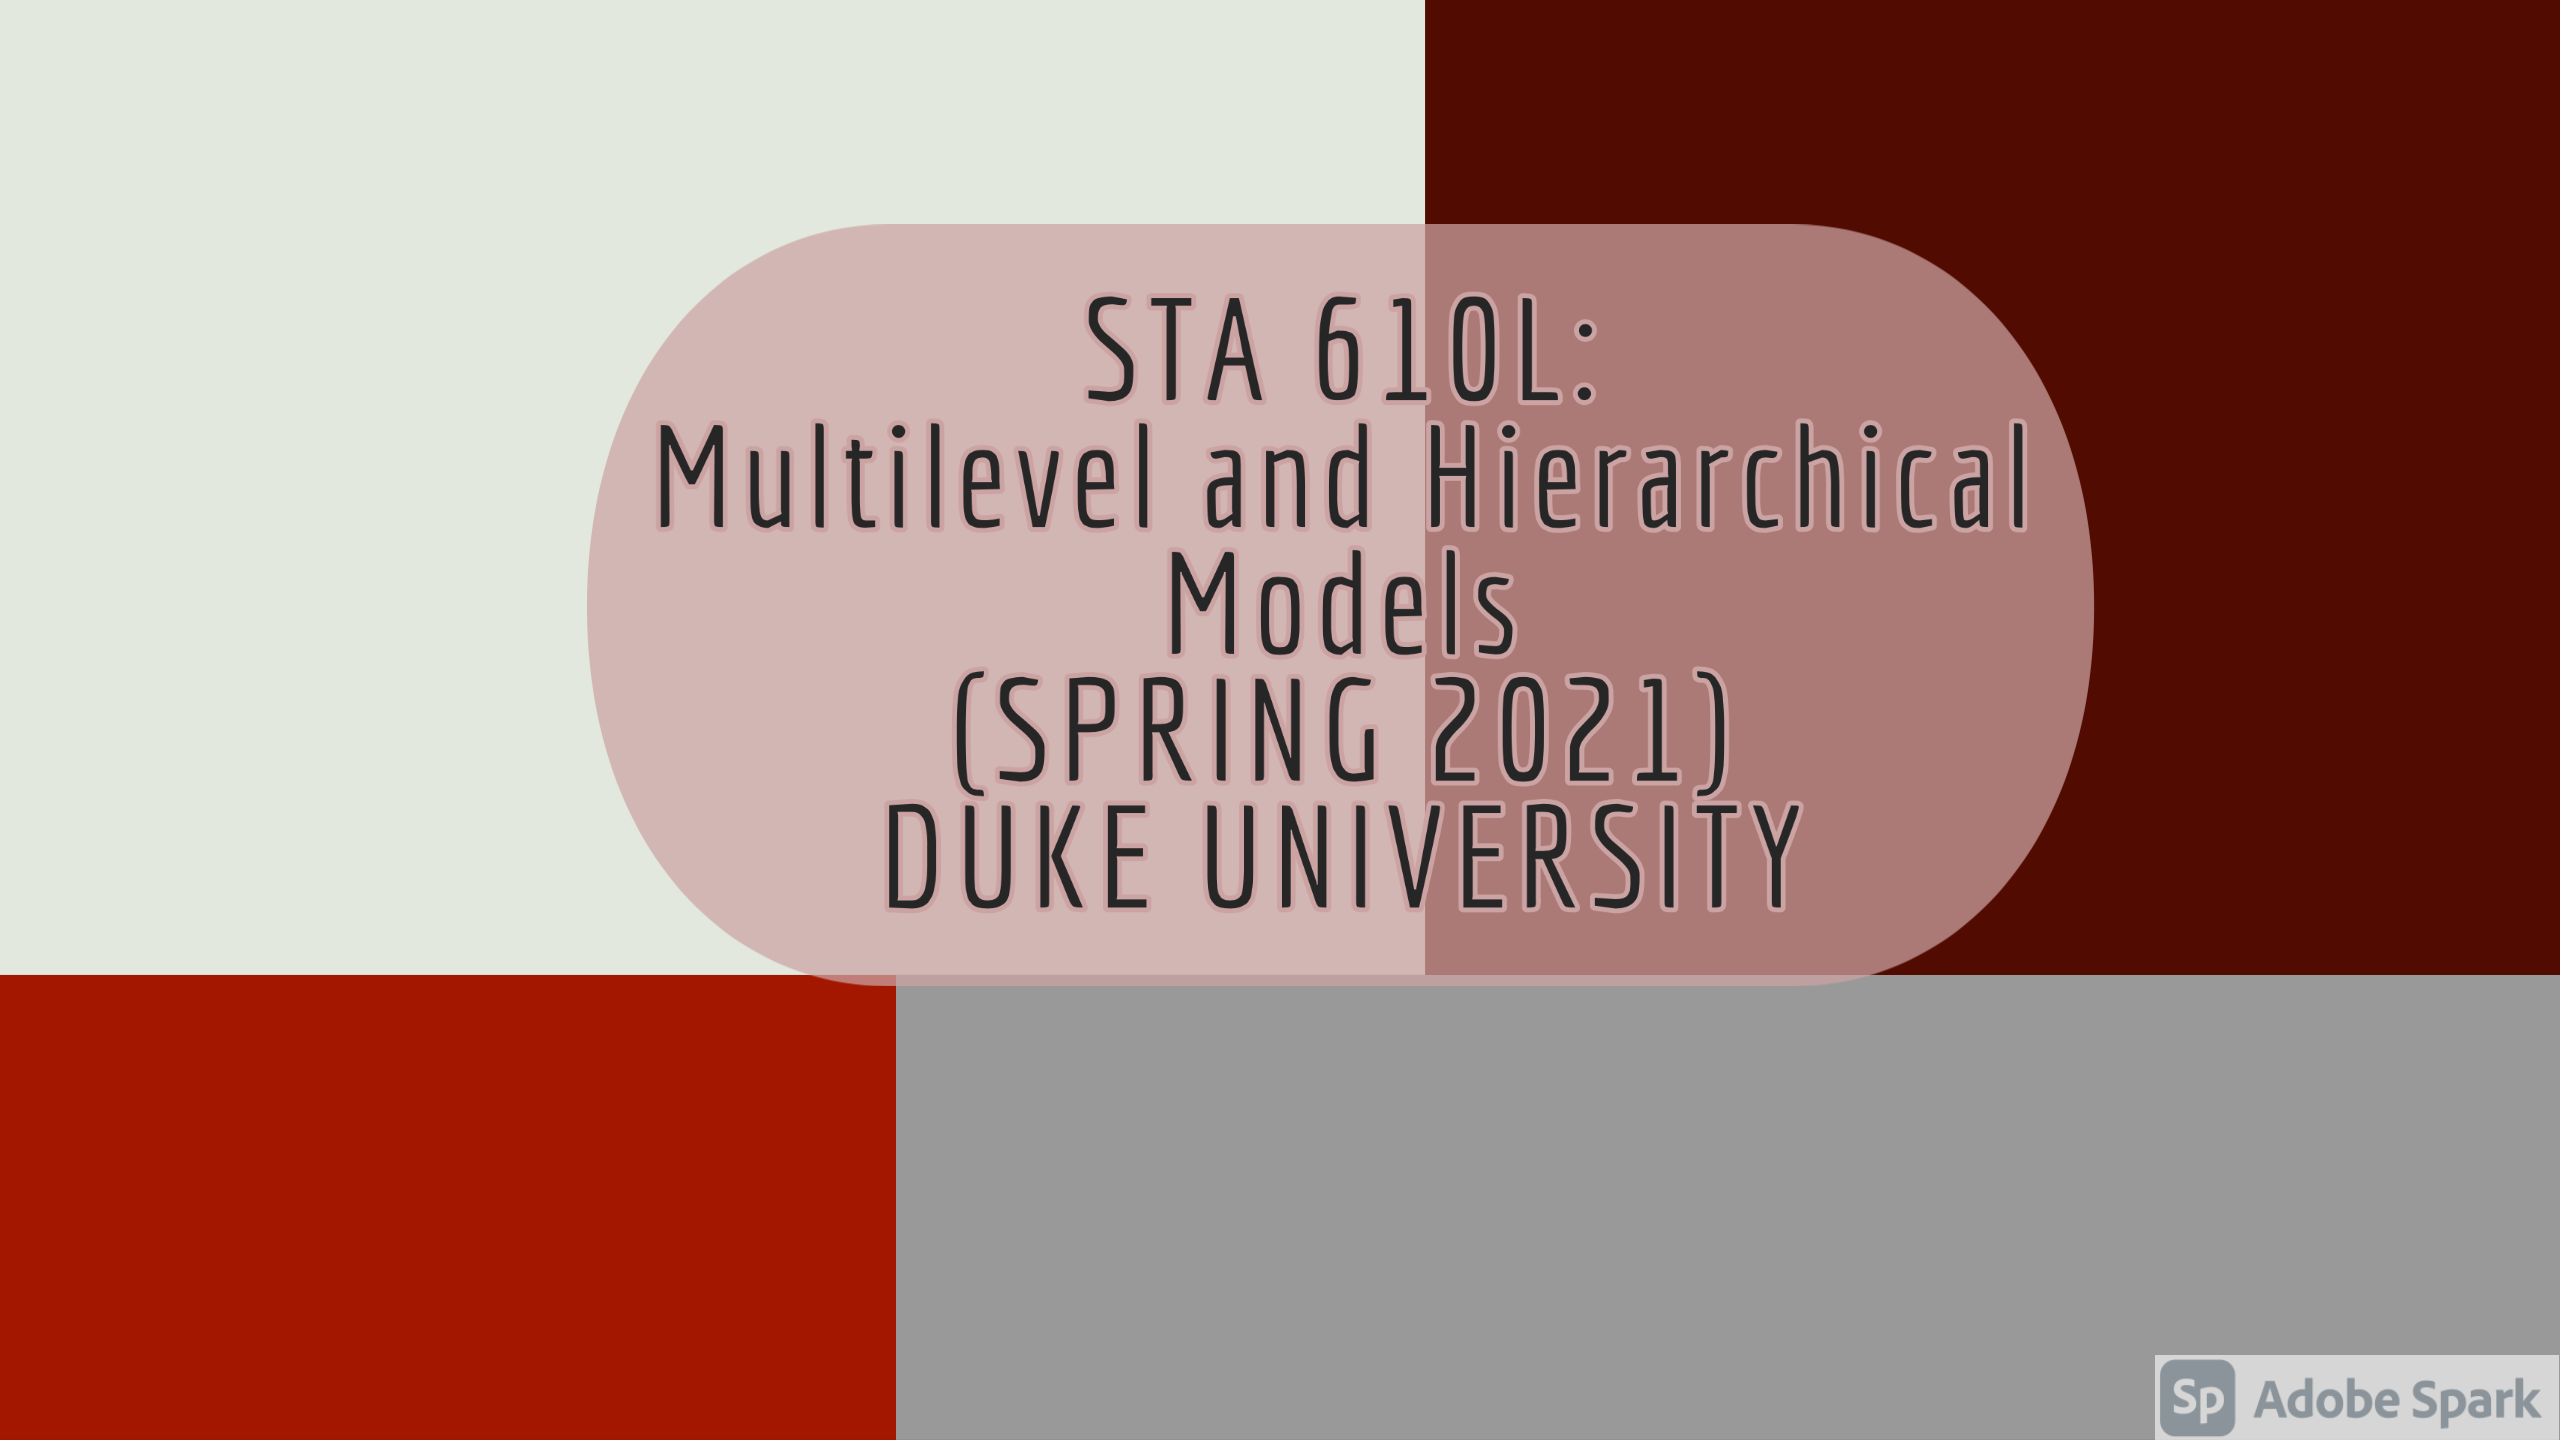 STA 610L:
Multilevel and Hierarchical
Models
(SPRING 2021)
DUKE UNIVERSITY
Sp Adobe Spark